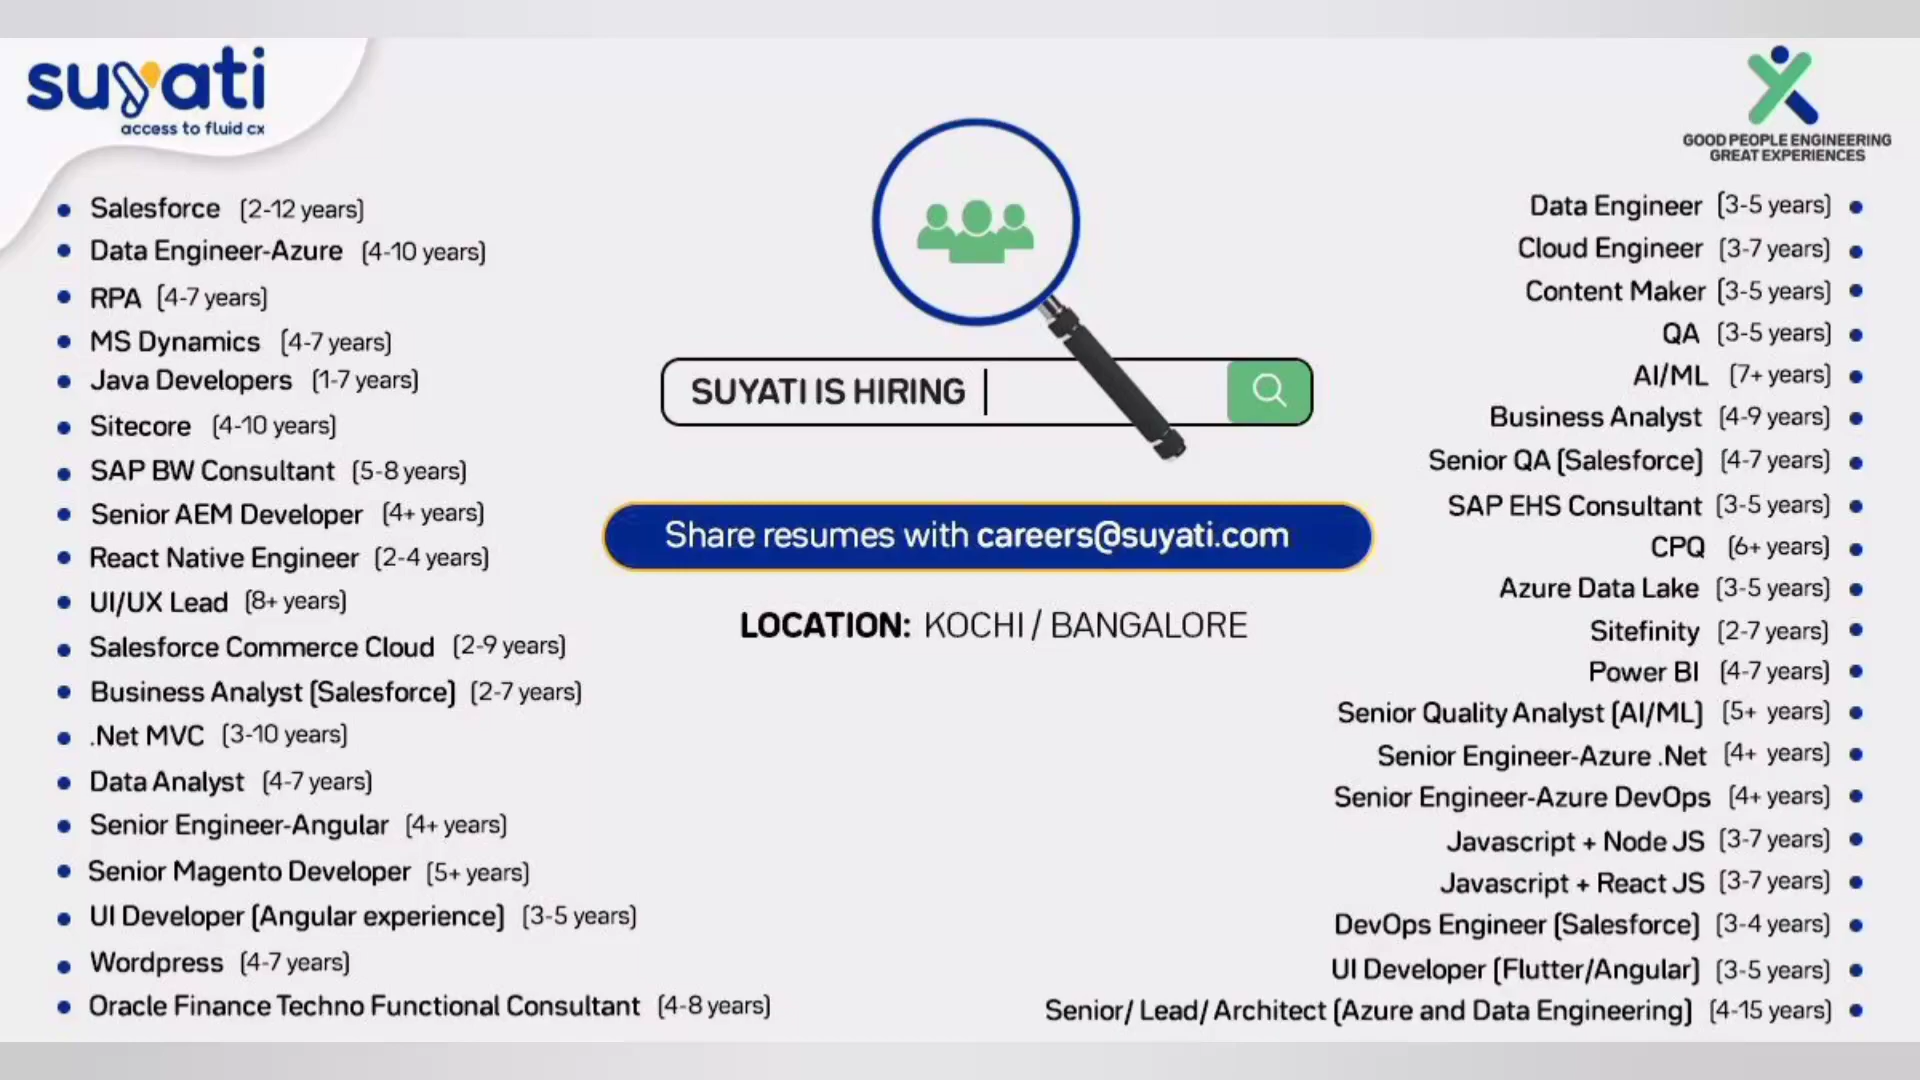 suyati
access to fluid cx
GOOD PEOPLE ENGINEERING
GREAT EXPERIENCES
Salesforce (2-12 years)
Data Engineer-Azure (4-10 years)
RPA (4-7 years)
MS Dynamics (4-7 years)
Java Developers (1-7 years)
Sitecore (4-10 years)
SAP BW Consultant (5-8 years)
Senior AEM Developer (4+ years)
React Native Engineer (2-4 years)
UI/UX Lead (8+ years)
Salesforce Commerce Cloud (2-9 years)
Business Analyst (Salesforce) (2-7 years)
.Net MVC (3-10 years)
Data Analyst (4-7 years)
Senior Engineer-Angular (4+ years)
Senior Magento Developer (5+ years)
UI Developer (Angular experience) (3-5 years)
Wordpress (4-7 years)
Oracle Finance Techno Functional Consultant (4-8 years)
SUYATI IS HIRING
Share resumes with careers@suyati.com
LOCATION: KOCHI / BANGALORE
Data Engineer (3-5 years)
Cloud Engineer (3-7 years)
Content Maker (3-5 years)
QA (3-5 years)
AI/ML (7+ years)
Business Analyst (4-9 years)
Senior QA (Salesforce) (4-7 years)
SAP EHS Consultant (3-5 years)
CPQ (6+ years)
Azure Data Lake (3-5 years)
Sitefinity (2-7 years)
Power BI (4-7 years)
Senior Quality Analyst (AI/ML) (5+ years)
Senior Engineer-Azure .Net (4+ years)
Senior Engineer-Azure DevOps (4+ years)
Javascript + Node JS (3-7 years)
Javascript + React JS (3-7 years)
DevOps Engineer (Salesforce) (3-4 years)
UI Developer (Flutter/Angular) (3-5 years)
Senior/ Lead/ Architect (Azure and Data Engineering) (4-15 years)